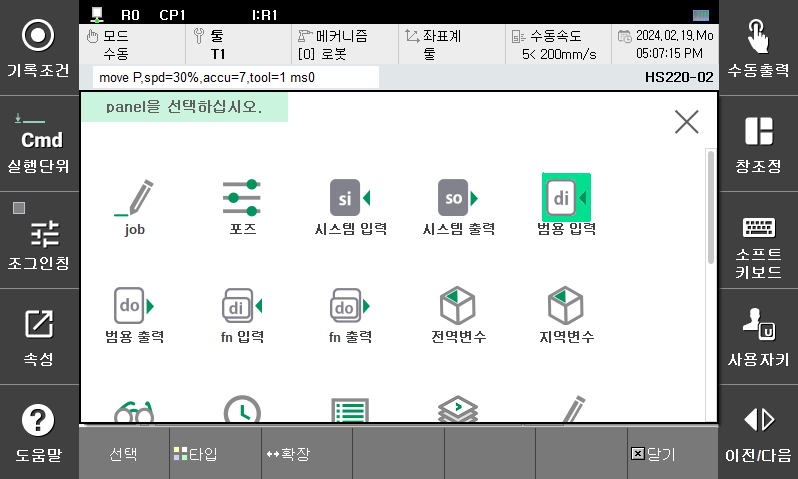 R0 CP1 I:R1
모드
수동
툴
T1
메커니즘
[0] 로봇
좌표계
툴
수동속도
5< 200mm/s
2024,02,19,Mo
05:07:15 PM
move P,spd=30%,accu=7,tool=1 ms0
HS220-02
기록조건
Cmd
실행단위
조그인칭
속성
도움말
panel을 선택하십시오.
job
포즈
si
시스템 입력
so
시스템 출력
di
범용 입력
do
범용 출력
di
fn 입력
do
fn 출력
전역변수
지역변수
수동출력
창조정
소프트
키보드
U
사용자키
이전/다음
선택
타입
확장
닫기